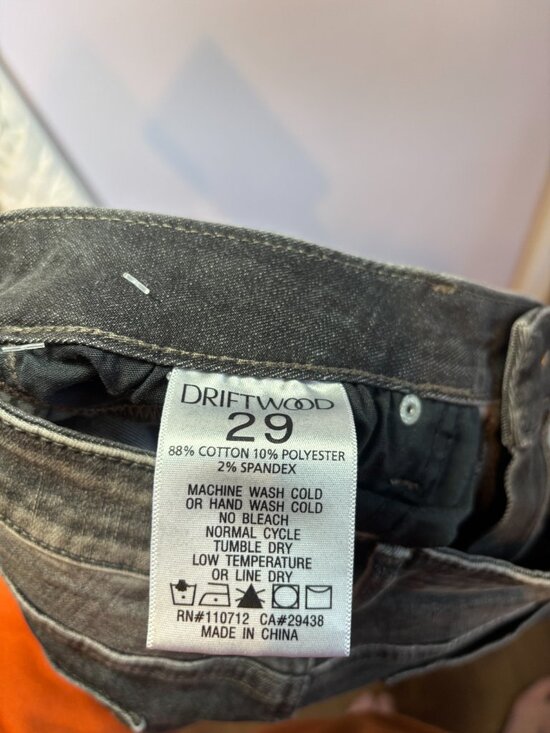 DRIFTWOOD
29
88% COTTON 10% POLYESTER
2% SPANDEX
MACHINE WASH COLD
OR HAND WASH COLD
NO BLEACH
NORMAL CYCLE
TUMBLE DRY
LOW TEMPERATURE
OR LINE DRY
RN#110712 CA#29438
MADE IN CHINA